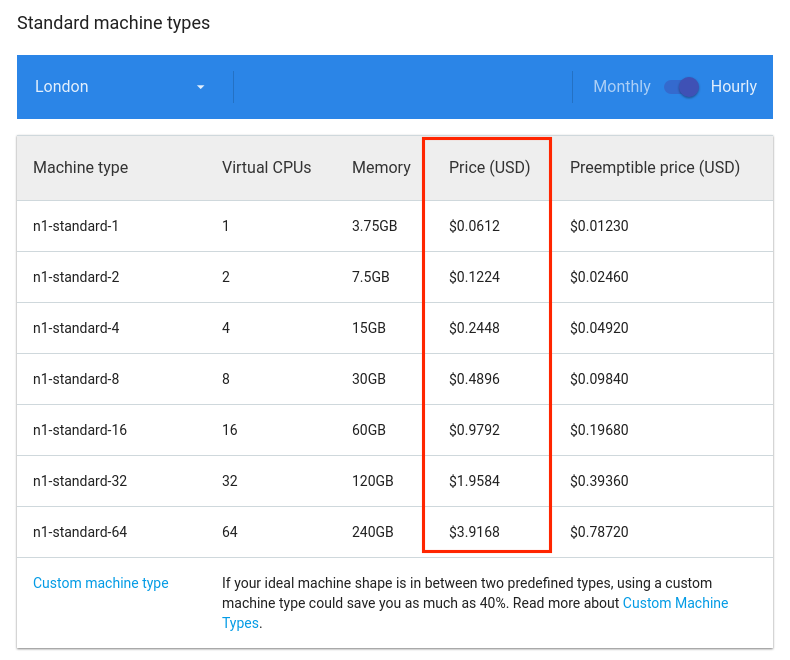 Standard machine types
London Monthly Hourly
Machine type Virtual CPUs Memory Price (USD) Preemptible price (USD)
n1-standard-1 1 3.75GB $0.0612 $0.01230
n1-standard-2 2 7.5GB $0.1224 $0.02460
n1-standard-4 4 15GB $0.2448 $0.04920
n1-standard-8 8 30GB $0.4896 $0.09840
n1-standard-16 16 60GB $0.9792 $0.19680
n1-standard-32 32 120GB $1.9584 $0.39360
n1-standard-64 64 240GB $3.9168 $0.78720
Custom machine type If your ideal machine shape is in between two predefined types, using a custom
machine type could save you as much as 40%. Read more about Custom Machine
Types.